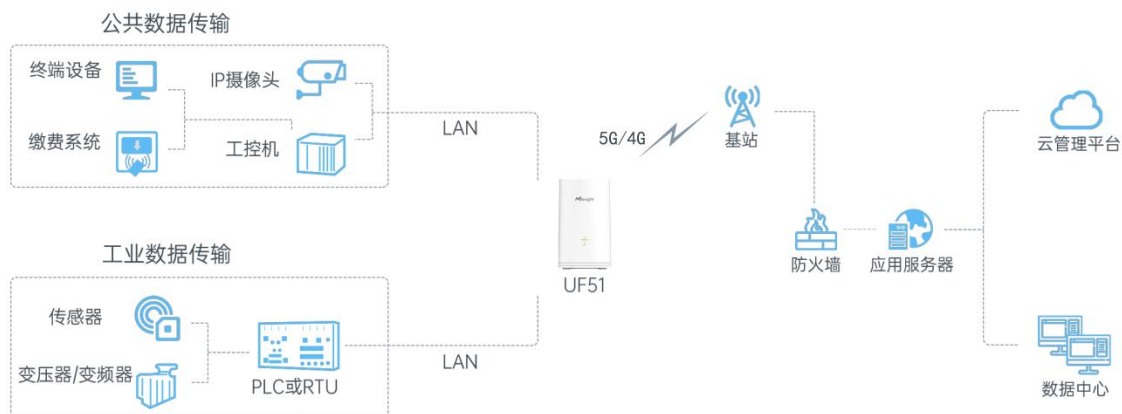 公共数据传输
终端设备
IP摄像头
缴费系统
工控机
LAN
5G/4G
基站
云管理平台
Milesight
UF51
防火墙
应用服务器
工业数据传输
传感器
变压器/变频器
PLC或RTU
LAN
数据中心